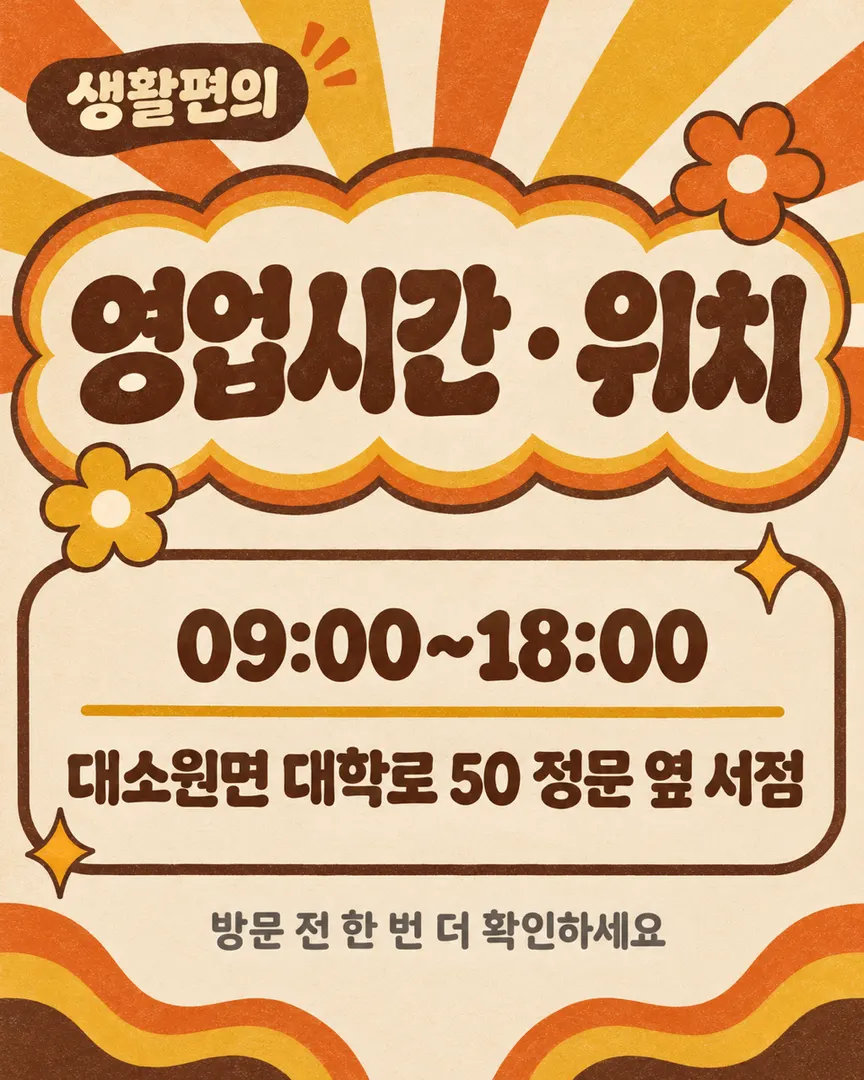 생활편의
영업시간·위치
09:00~18:00
대소원면 대학로 50 정문 옆 서점
방문 전 한 번 더 확인하세요